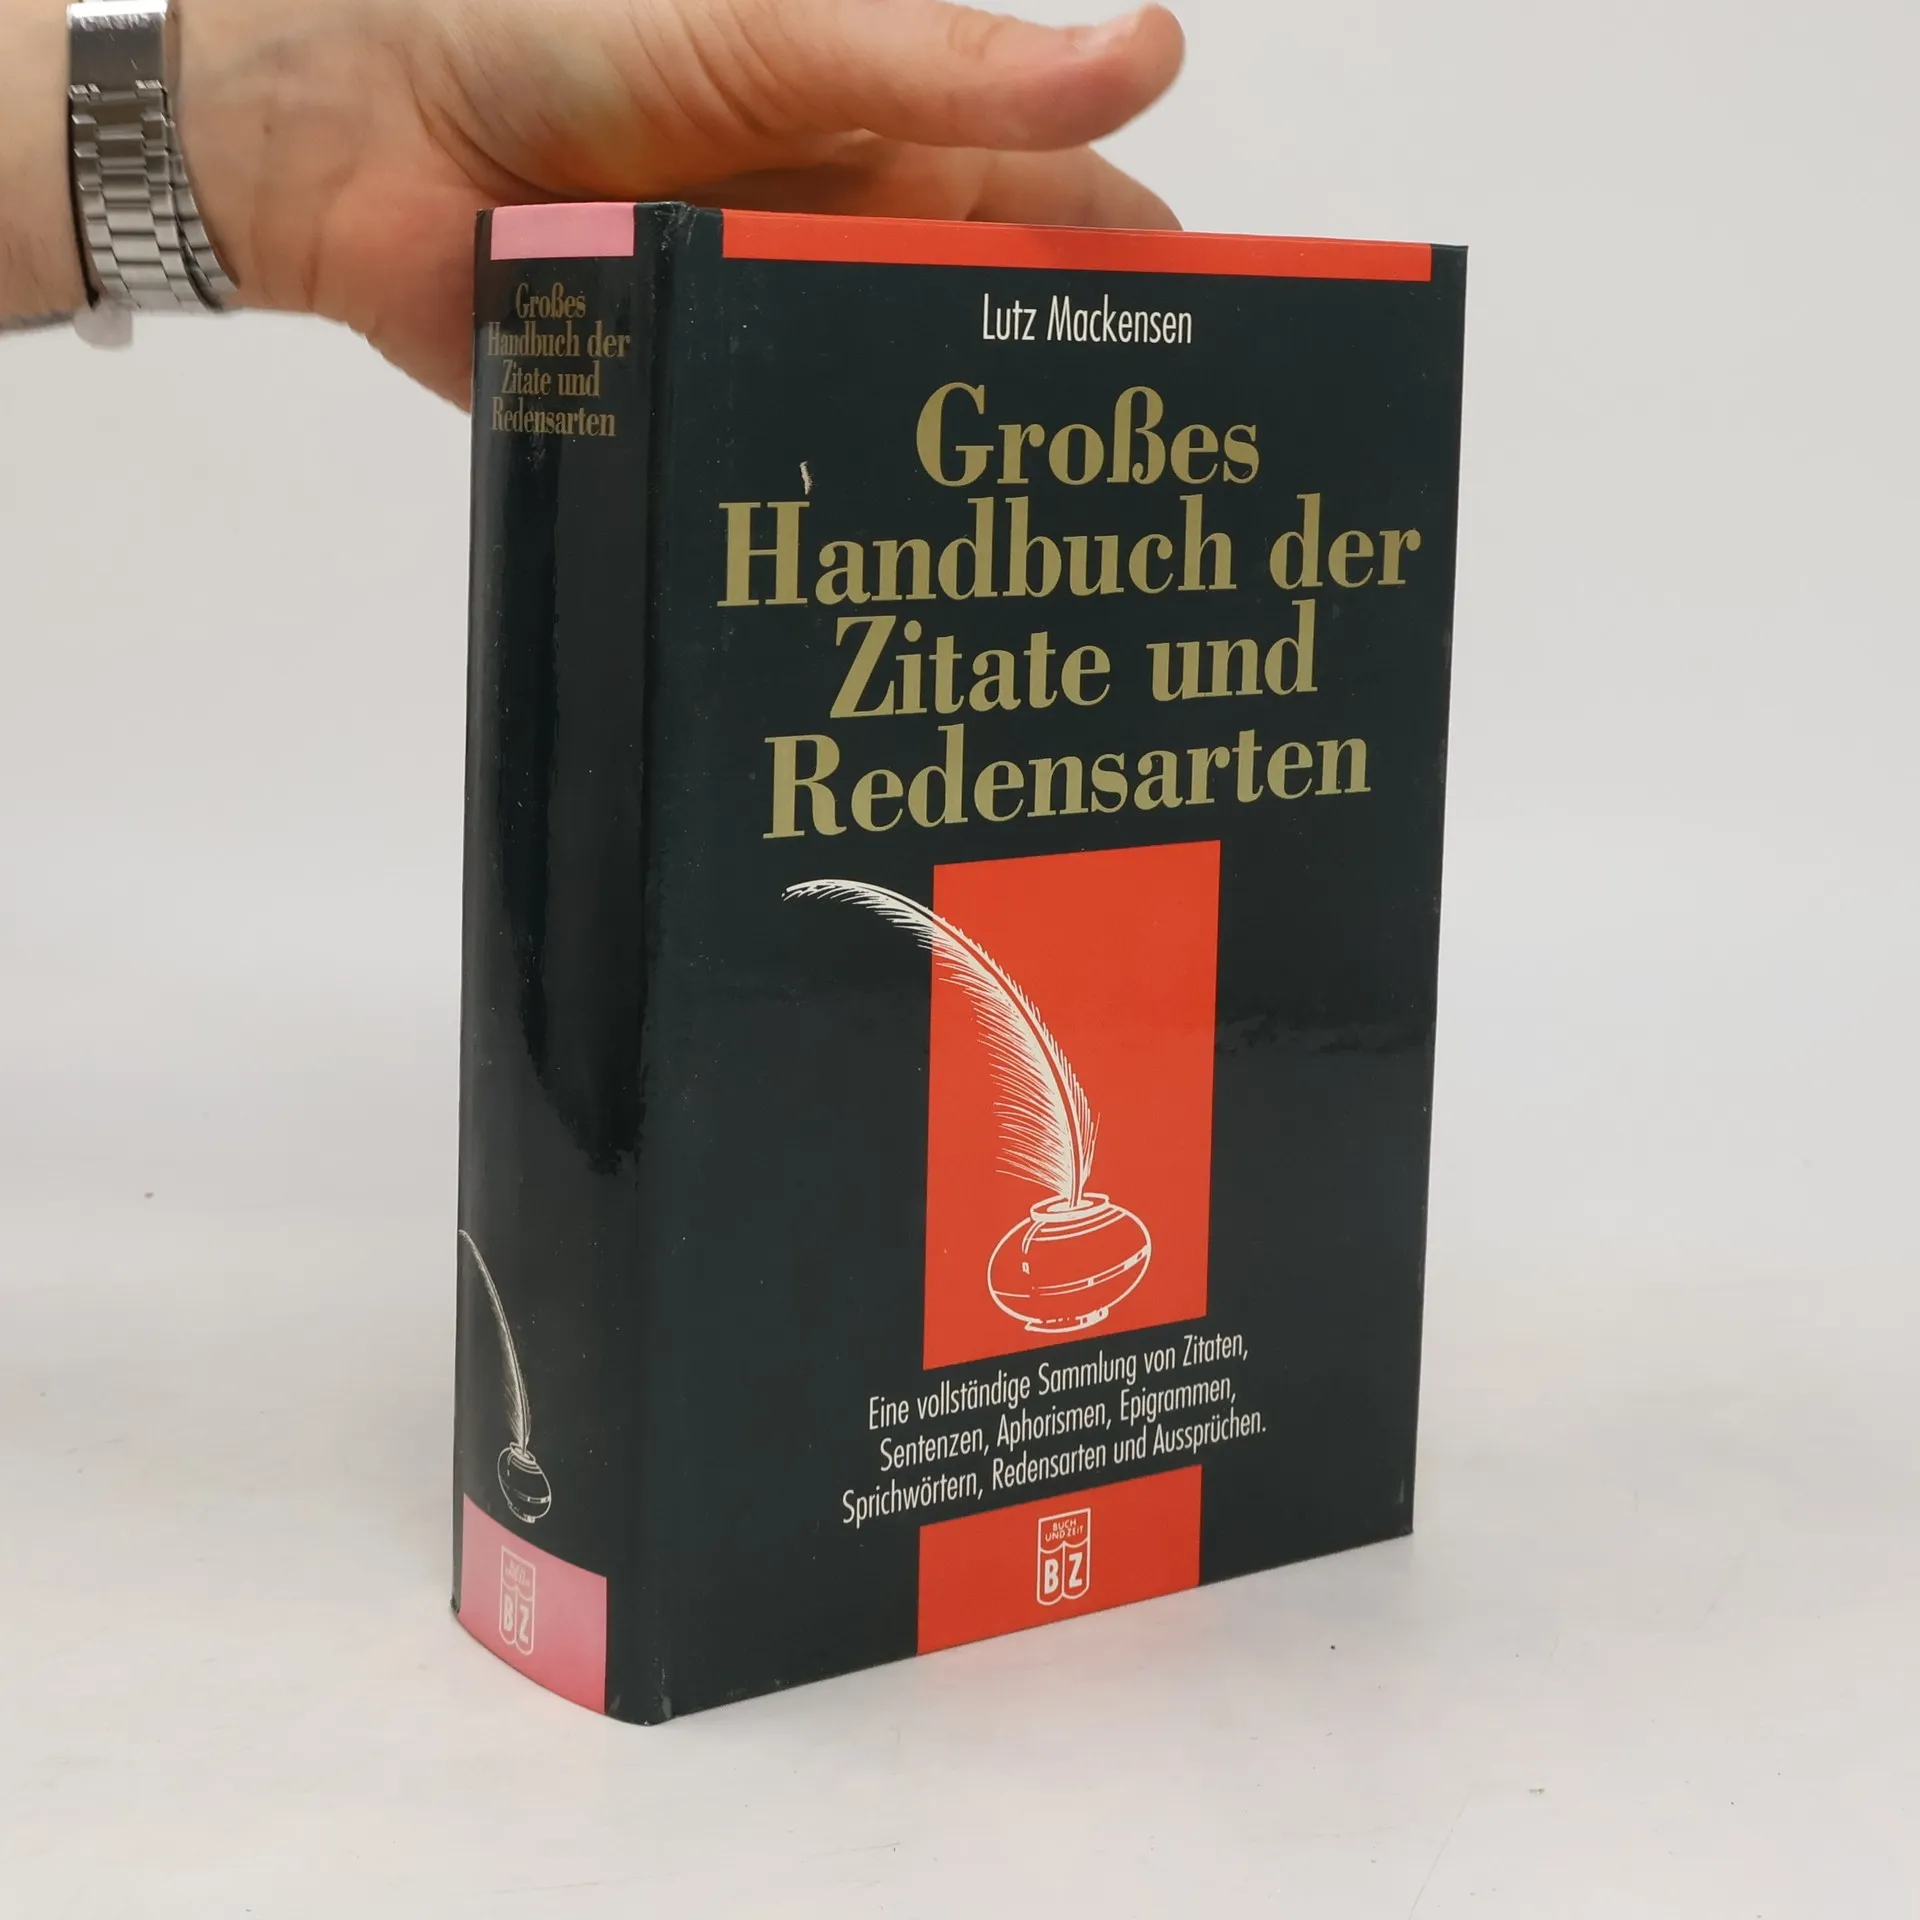 Großes
Handbuch der
Zitate und
Redensarten
BZ
Lutz Mackensen
Großes
Handbuch der
Zitate und
Redensarten
Eine vollständige Sammlung von Zitaten,
Sentenzen, Aphorismen, Epigrammen,
Sprichwörtern, Redensarten und Aussprüchen.
BUCH
UND ZEIT
BZ